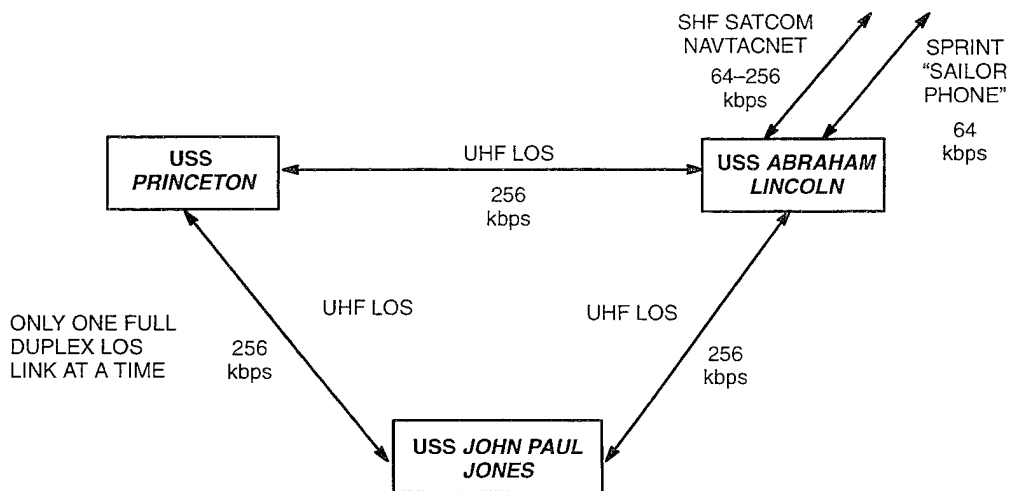 SHF SATCOM
NAVTACNET
64–256
kbps
SPRINT
“SAILOR
PHONE”
64
kbps
USS
PRINCETON
UHF LOS
256
kbps
USS ABRAHAM
LINCOLN
ONLY ONE FULL
DUPLEX LOS
LINK AT A TIME
UHF LOS
256
kbps
UHF LOS
256
kbps
USS JOHN PAUL
JONES